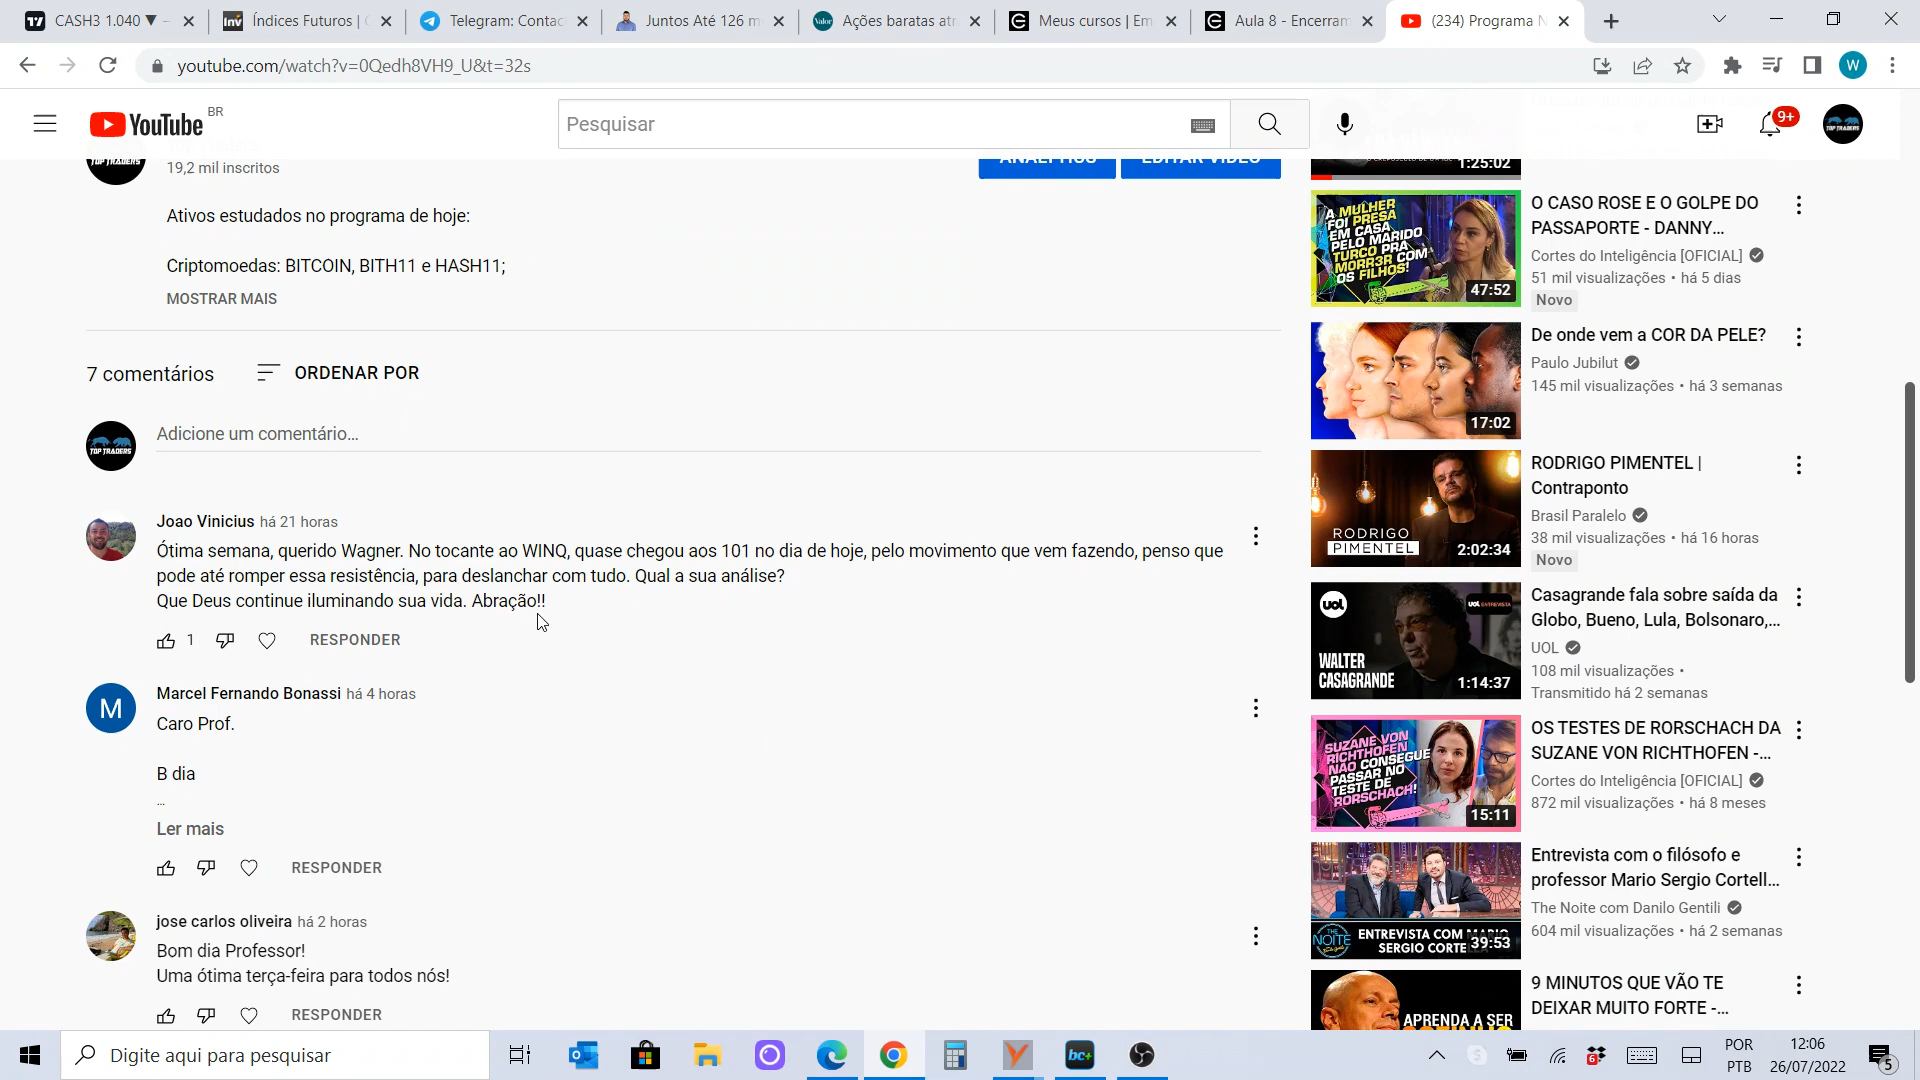 CASH3 1.040 ▼
Índices Futuros |
Telegram: Contac
Juntos Até 126 m
Ações baratas atr
Meus cursos | Em
Aula 8 - Encerram
(234) Programa N
youtube.com/watch?v=0Qedh8VH9_U&t=32s
W
YouTube
BR
Pesquisar
9+
TOP TRADERS
19,2 mil inscritos
ANALYTICS
EDITAR VÍDEO
Ativos estudados no programa de hoje:
Criptomoedas: BITCOIN, BITH11 e HASH11;
MOSTRAR MAIS
7 comentários
ORDENAR POR
TOP TRADERS
Adicione um comentário...
Joao Vinicius há 21 horas
Ótima semana, querido Wagner. No tocante ao WINQ, quase chegou aos 101 no dia de hoje, pelo movimento que vem fazendo, penso que
pode até romper essa resistência, para deslanchar com tudo. Qual a sua análise?
Que Deus continue iluminando sua vida. Abração!!
1
RESPONDER
M
Marcel Fernando Bonassi há 4 horas
Caro Prof.
B dia
...
Ler mais
RESPONDER
jose carlos oliveira há 2 horas
Bom dia Professor!
Uma ótima terça-feira para todos nós!
RESPONDER
1:25:02
A MULHER
FOI PRESA
EM CASA
PELO MARIDO
TURCO PRA
MORR3R COM
OS FILHOS!
47:52
O CASO ROSE E O GOLPE DO
PASSAPORTE - DANNY...
Cortes do Inteligência [OFICIAL]
51 mil visualizações • há 5 dias
Novo
17:02
De onde vem a COR DA PELE?
Paulo Jubilut
145 mil visualizações • há 3 semanas
RODRIGO
PIMENTEL
2:02:34
RODRIGO PIMENTEL |
Contraponto
Brasil Paralelo
38 mil visualizações • há 16 horas
Novo
UOL
UOL ENTREVISTA
WALTER
CASAGRANDE
1:14:37
Casagrande fala sobre saída da
Globo, Bueno, Lula, Bolsonaro,...
UOL
108 mil visualizações •
Transmitido há 2 semanas
SUZANE VON
RICHTHOFEN
NÃO CONSEGUE
PASSAR NO
TESTE DE
RORSCHACH!
15:11
OS TESTES DE RORSCHACH DA
SUZANE VON RICHTHOFEN -...
Cortes do Inteligência [OFICIAL]
872 mil visualizações • há 8 meses
THE NOITE
ENTREVISTA COM MARIO
SERGIO CORTE
39:53
Entrevista com o filósofo e
professor Mario Sergio Cortell...
The Noite com Danilo Gentili
604 mil visualizações • há 2 semanas
APRENDA A SER
9 MINUTOS QUE VÃO TE
DEIXAR MUITO FORTE -...
Digite aqui para pesquisar
bc+
6
POR
PTB
12:06
26/07/2022
5